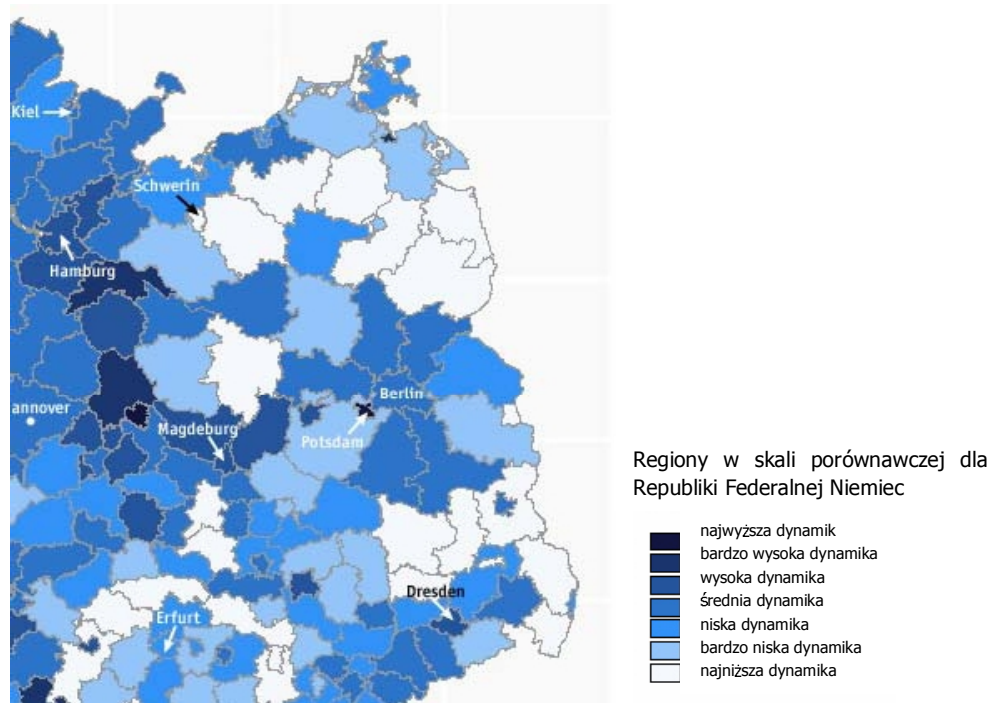 Kiel
Schwerin
Hamburg
Berlin
annover
Magdeburg
Potsdam
Regiony w skali porównawczej dla
Republiki Federalnej Niemiec
najwyższa dynamik
bardzo wysoka dynamika
wysoka dynamika
średnia dynamika
niska dynamika
bardzo niska dynamika
najniższa dynamika
Dresden
Erfurt